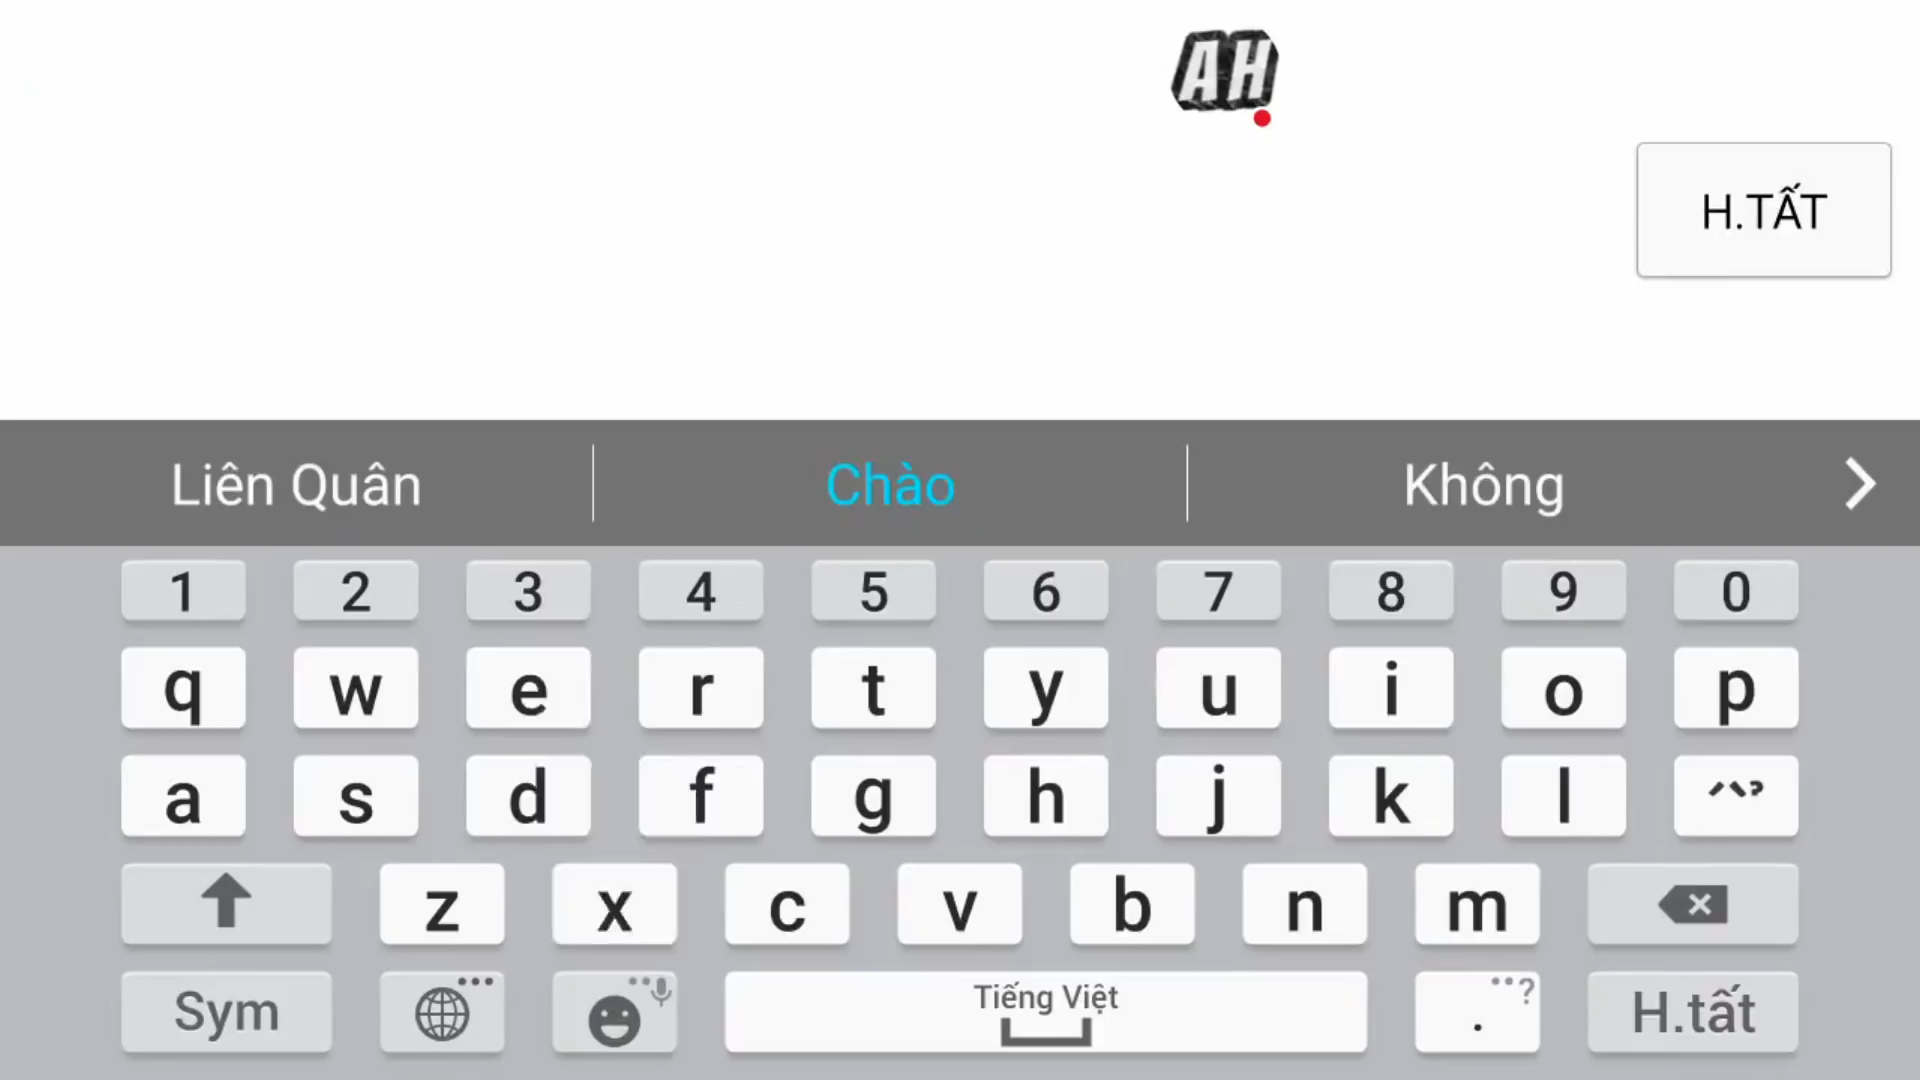 AH
H.TẤT
Liên Quân Chào Không
1 2 3 4 5 6 7 8 9 0
q w e r t y u i o p
a s d f g h j k l
z x c v b n m
Sym Tiếng Việt . ? H.tất